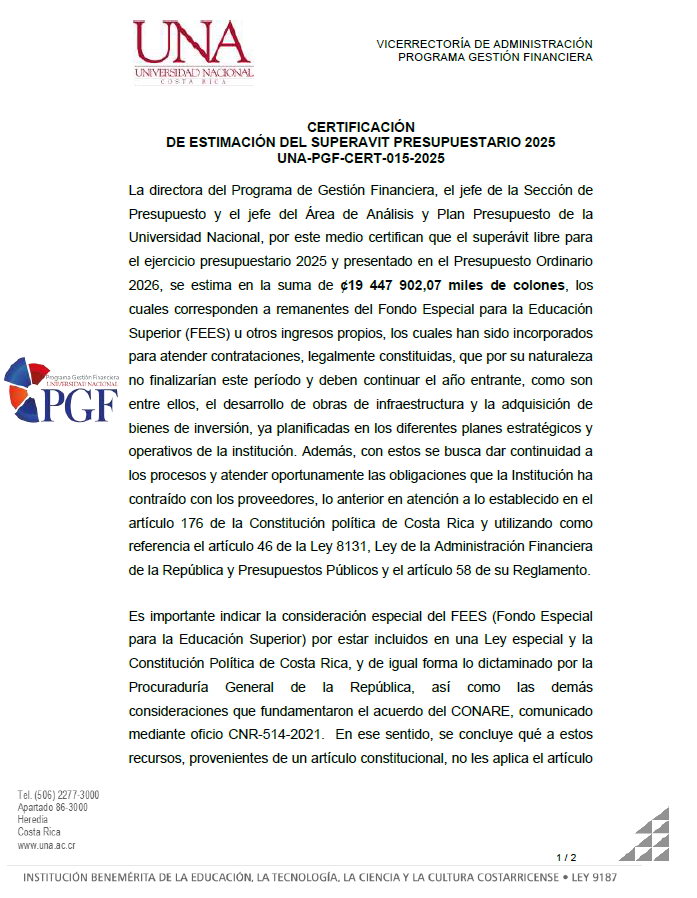 UNA
UNIVERSIDAD NACIONAL
COSTA RICA
VICERRECTORÍA DE ADMINISTRACIÓN
PROGRAMA GESTIÓN FINANCIERA
CERTIFICACIÓN
DE ESTIMACIÓN DEL SUPERAVIT PRESUPUESTARIO 2025
UNA-PGF-CERT-015-2025
La directora del Programa de Gestión Financiera, el jefe de la Sección de
Presupuesto y el jefe del Área de Análisis y Plan Presupuesto de la
Universidad Nacional, por este medio certifican que el superávit libre para
el ejercicio presupuestario 2025 y presentado en el Presupuesto Ordinario
2026, se estima en la suma de ¢19 447 902,07 miles de colones, los
cuales corresponden a remanentes del Fondo Especial para la Educación
Superior (FEES) u otros ingresos propios, los cuales han sido incorporados
para atender contrataciones, legalmente constituidas, que por su naturaleza
no finalizarían este período y deben continuar el año entrante, como son
entre ellos, el desarrollo de obras de infraestructura y la adquisición de
bienes de inversión, ya planificadas en los diferentes planes estratégicos y
operativos de la institución. Además, con estos se busca dar continuidad a
los procesos y atender oportunamente las obligaciones que la Institución ha
contraído con los proveedores, lo anterior en atención a lo establecido en el
artículo 176 de la Constitución política de Costa Rica y utilizando como
referencia el artículo 46 de la Ley 8131, Ley de la Administración Financiera
de la República y Presupuestos Públicos y el artículo 58 de su Reglamento.
Programa Gestión Financiera
UNIVERSIDAD NACIONAL
PGF
Es importante indicar la consideración especial del FEES (Fondo Especial
para la Educación Superior) por estar incluidos en una Ley especial y la
Constitución Política de Costa Rica, y de igual forma lo dictaminado por la
Procuraduría General de la República, así como las demás
consideraciones que fundamentaron el acuerdo del CONARE, comunicado
mediante oficio CNR-514-2021. En ese sentido, se concluye qué a estos
recursos, provenientes de un artículo constitucional, no les aplica el artículo
Tel. (506) 2277-3000
Apartado 86-3000
Heredia
Costa Rica
www.una.ac.cr
1 / 2
INSTITUCIÓN BENEMÉRITA DE LA EDUCACIÓN, LA TECNOLOGÍA, LA CIENCIA Y LA CULTURA COSTARRICENSE • LEY 9187